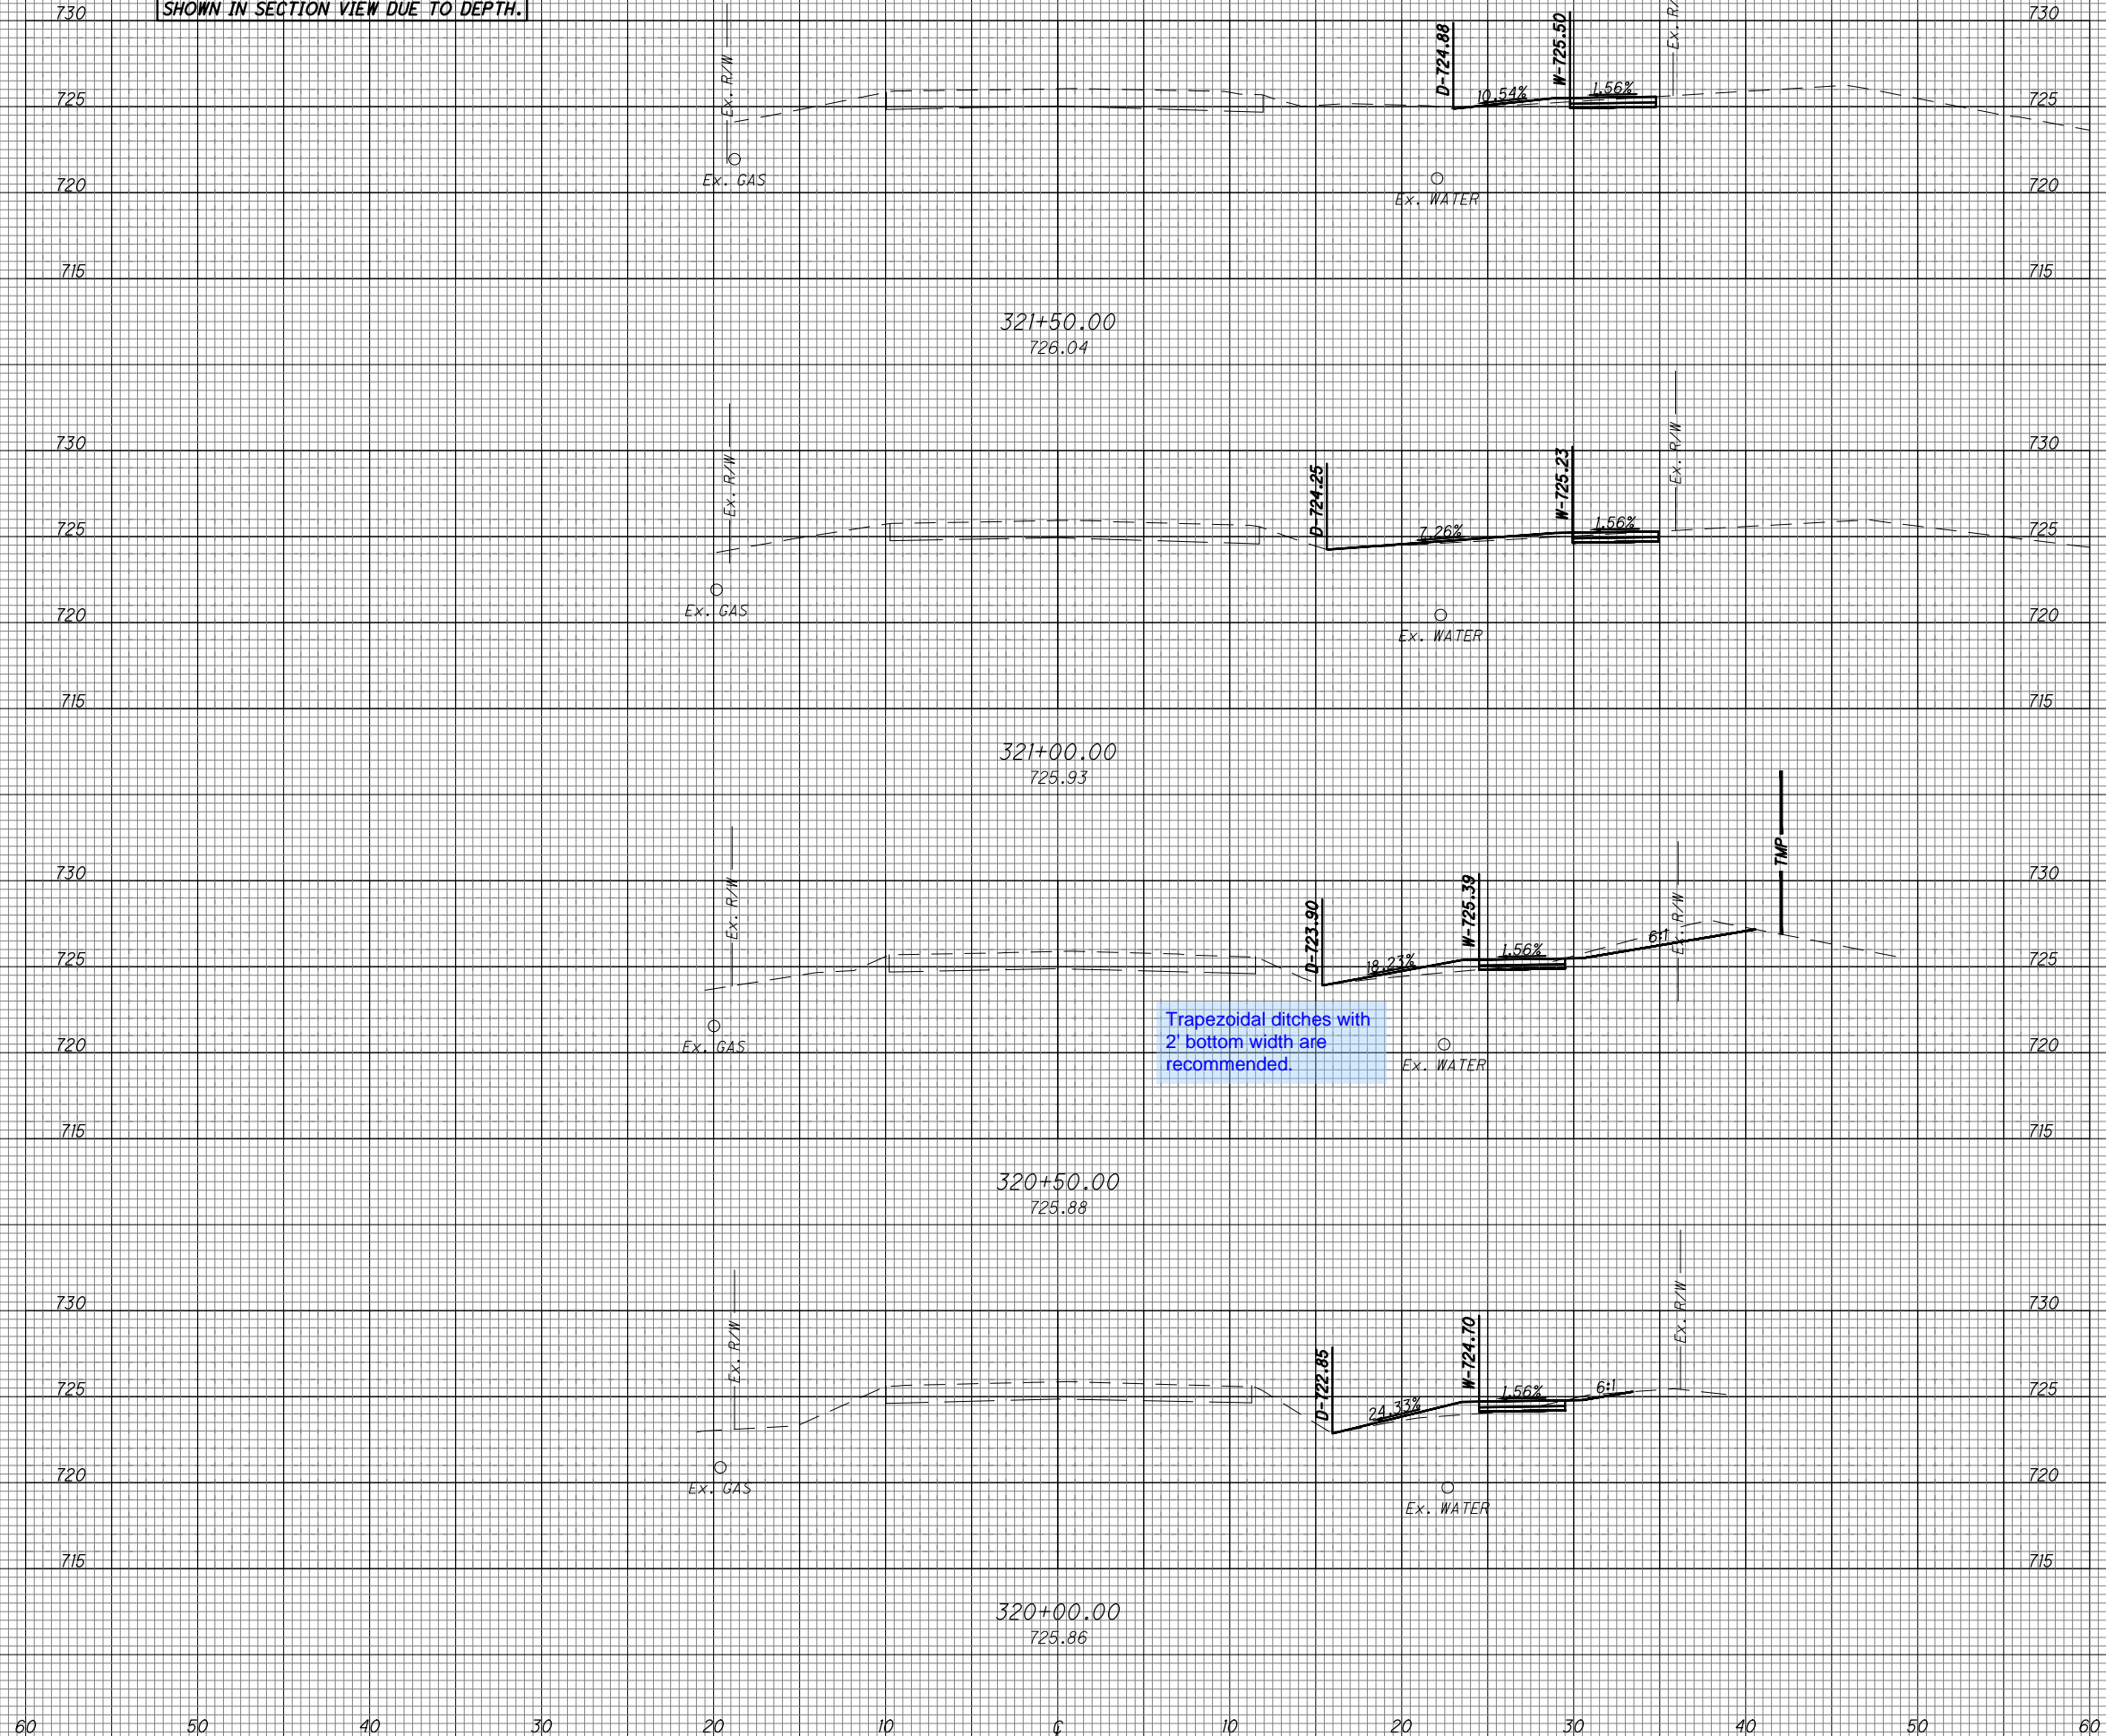 SHOWN IN SECTION VIEW DUE TO DEPTH.
730 730
Ex. R/W
D-724.88
W-725.50
Ex. R/
725 10.54% 1.56% 725
Ex. GAS
720 Ex. WATER 720
715 715
321+50.00
726.04
730 730
Ex. R/W
D-724.25
W-725.23
Ex. R/W
725 7.26% 1.56% 725
Ex. GAS
720 720
Ex. WATER
715 715
321+00.00
725.93
TMP
730 730
Ex. R/W
D-723.90
W-725.39
Ex. R/W
6:1
725 18.23% 1.56% 725
Trapezoidal ditches with
2' bottom width are
recommended.
Ex. GAS
720 720
Ex. WATER
715 715
320+50.00
725.88
730 730
Ex. R/W
D-722.85
W-724.70
Ex. R/W
725 24.33% 1.56% 6:1 725
720 720
Ex. GAS
Ex. WATER
715 715
320+00.00
725.86
60 50 40 30 20 10 ℄ 10 20 30 40 50 60